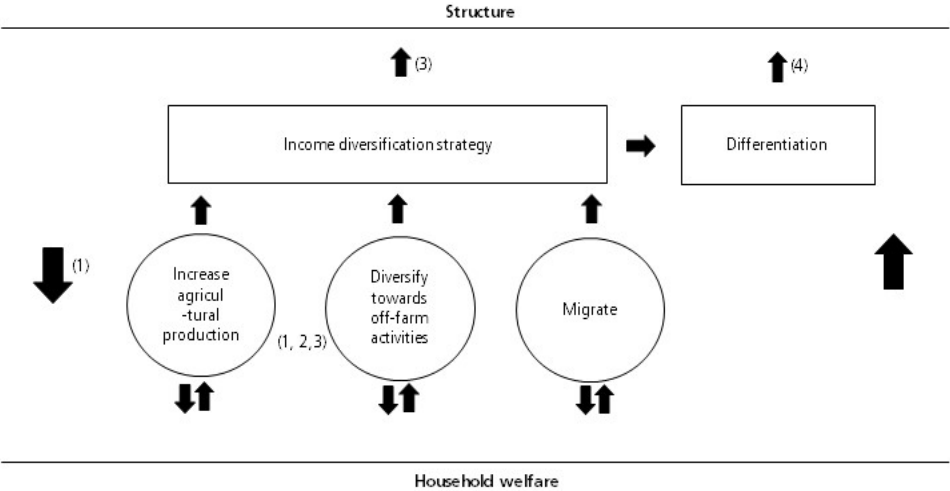 Structure
(3)
(4)
Income diversification strategy
Differentiation
(1)
Increase
agricul
-tural
production
(1, 2,3)
Diversify
towards
off-farm
activities
Migrate
Household welfare